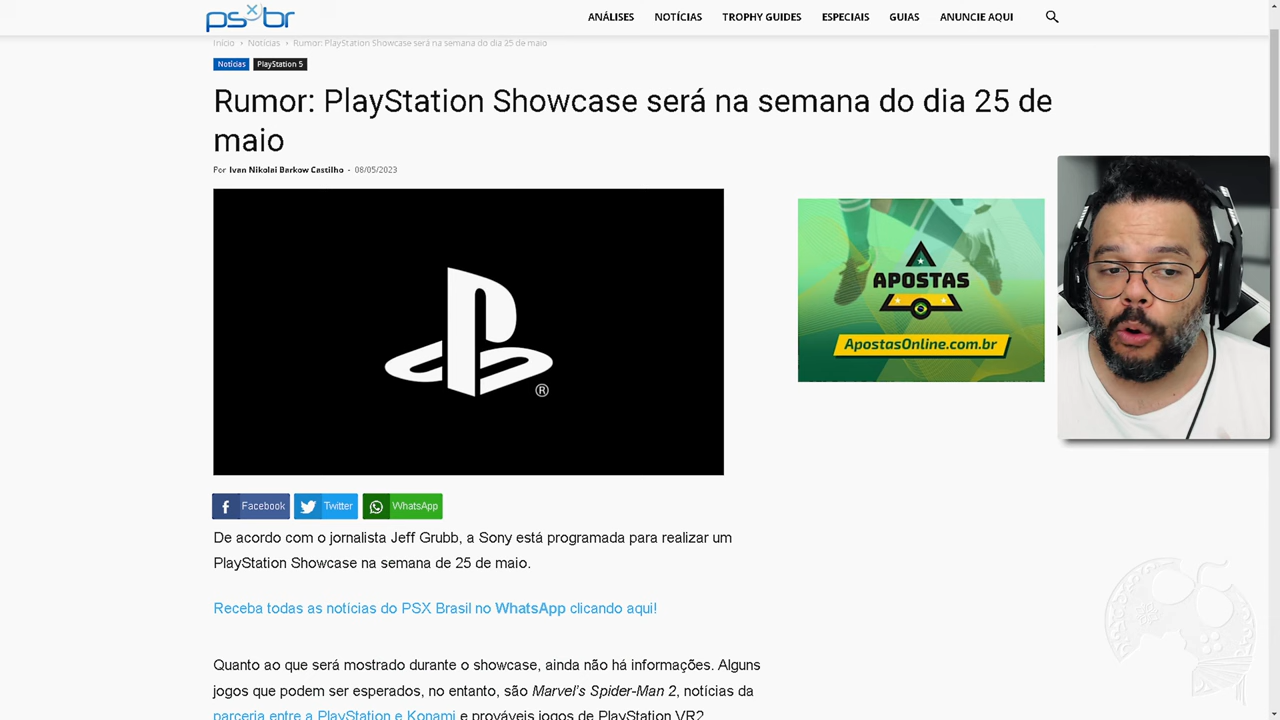 psxbr
ANÁLISES NOTÍCIAS TROPHY GUIDES ESPECIAIS GUIAS ANUNCIE AQUI
Início › Notícias › Rumor: PlayStation Showcase será na semana do dia 25 de maio
Notícias PlayStation 5
Rumor: PlayStation Showcase será na semana do dia 25 de
maio
Por Ivan Nikolai Barkow Castilho - 08/05/2023
®
APOSTAS
ApostasOnline.com.br
Facebook Twitter WhatsApp
De acordo com o jornalista Jeff Grubb, a Sony está programada para realizar um
PlayStation Showcase na semana de 25 de maio.
Receba todas as notícias do PSX Brasil no WhatsApp clicando aqui!
Quanto ao que será mostrado durante o showcase, ainda não há informações. Alguns
jogos que podem ser esperados, no entanto, são Marvel's Spider-Man 2, notícias da
parceria entre a PlayStation e Konami e prováveis jogos de PlayStation VR2